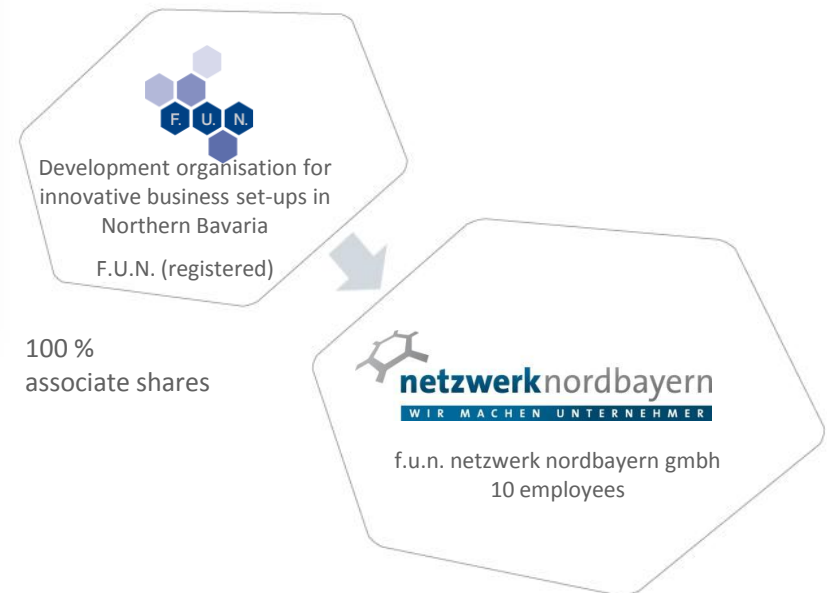 F. U. N.
Development organisation for
innovative business set-ups in
Northern Bavaria
F.U.N. (registered)
100 %
associate shares
netzwerknordbayern
WIR MACHEN UNTERNEHMER
f.u.n. netzwerk nordbayern gmbh
10 employees